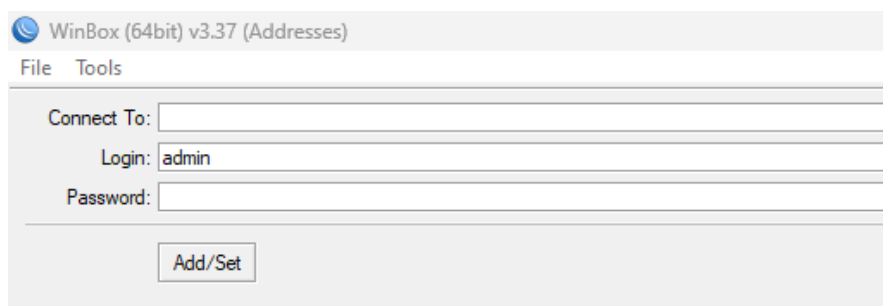 WinBox (64bit) v3.37 (Addresses)
File Tools
Connect To:
Login: admin
Password:
Add/Set